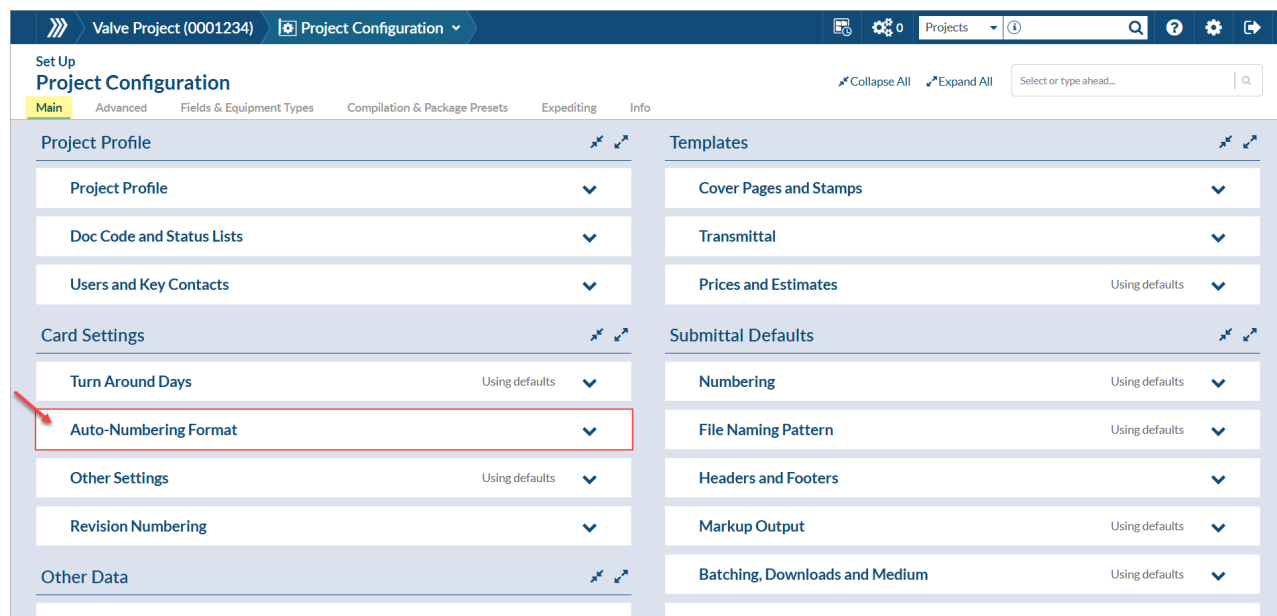 Valve Project (0001234)
Project Configuration
0
Projects
Set Up
Project Configuration
Collapse All
Expand All
Select or type ahead...
Main
Advanced
Fields & Equipment Types
Compilation & Package Presets
Expediting
Info
Project Profile
Project Profile
Doc Code and Status Lists
Users and Key Contacts
Card Settings
Turn Around Days
Using defaults
Auto-Numbering Format
Other Settings
Using defaults
Revision Numbering
Other Data
Templates
Cover Pages and Stamps
Transmittal
Prices and Estimates
Using defaults
Submittal Defaults
Numbering
Using defaults
File Naming Pattern
Using defaults
Headers and Footers
Markup Output
Using defaults
Batching, Downloads and Medium
Using defaults